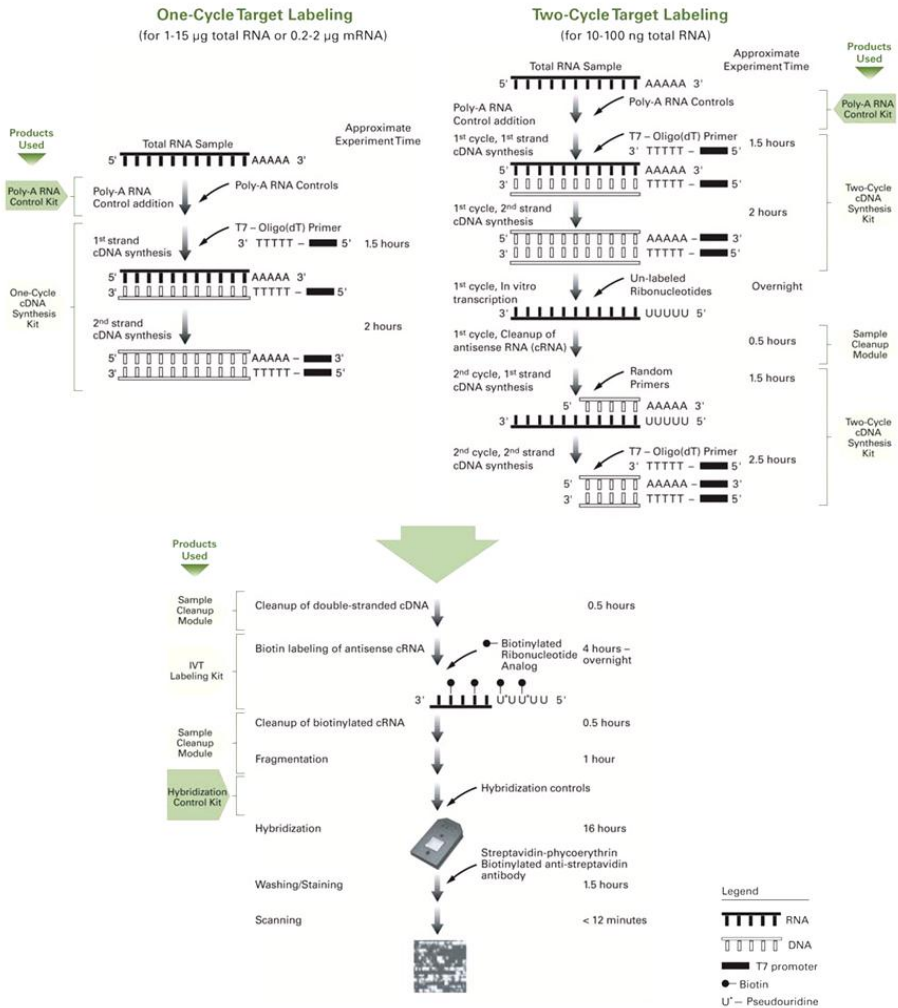 One-Cycle Target Labeling
(for 1-15 µg total RNA or 0.2-2 µg mRNA)
Products
Used
Approximate
Experiment Time
Total RNA Sample
5' AAAAA 3'
Poly-A RNA
Control Kit
Poly-A RNA
Control addition
Poly-A RNA Controls
T7 – Oligo(dT) Primer
3' TTTTT – 5'
1st strand
cDNA synthesis
1.5 hours
5' AAAAA 3'
3' TTTTT – 5'
One-Cycle
cDNA
Synthesis
Kit
2nd strand
cDNA synthesis
2 hours
5' AAAAA – 3'
3' TTTTT – 5'
Two-Cycle Target Labeling
(for 10-100 ng total RNA)
Approximate
Experiment Time
Products
Used
Total RNA Sample
5' AAAAA 3'
Poly-A RNA
Control addition
Poly-A RNA Controls
Poly-A RNA
Control Kit
1st cycle, 1st strand
cDNA synthesis
T7 – Oligo(dT) Primer
3' TTTTT – 5'
1.5 hours
5' AAAAA 3'
3' TTTTT – 5'
Two-Cycle
cDNA
Synthesis
Kit
1st cycle, 2nd strand
cDNA synthesis
2 hours
5' AAAAA – 3'
3' TTTTT – 5'
1st cycle, In vitro
transcription
Un-labeled
Ribonucleotides
Overnight
3' UUUUU 5'
1st cycle, Cleanup of
antisense RNA (cRNA)
0.5 hours
Sample
Cleanup
Module
2nd cycle, 1st strand
cDNA synthesis
Random
Primers
1.5 hours
5' AAAAA 3'
3' UUUUU 5'
Two-Cycle
cDNA
Synthesis
Kit
2nd cycle, 2nd strand
cDNA synthesis
T7 – Oligo(dT) Primer
3' TTTTT – 5'
2.5 hours
5' AAAAA – 3'
3' TTTTT – 5'
Products
Used
Sample
Cleanup
Module
Cleanup of double-stranded cDNA
0.5 hours
IVT
Labeling Kit
Biotin labeling of antisense cRNA
Biotinylated
Ribonucleotide
Analog
4 hours –
overnight
3' U*UU*UU 5'
Sample
Cleanup
Module
Cleanup of biotinylated cRNA
0.5 hours
Fragmentation
1 hour
Hybridization
Control Kit
Hybridization controls
Hybridization
16 hours
Streptavidin-phycoerythrin
Biotinylated anti-streptavidin
antibody
Washing/Staining
1.5 hours
Scanning
< 12 minutes
Legend
RNA
DNA
T7 promoter
Biotin
U*– Pseudouridine